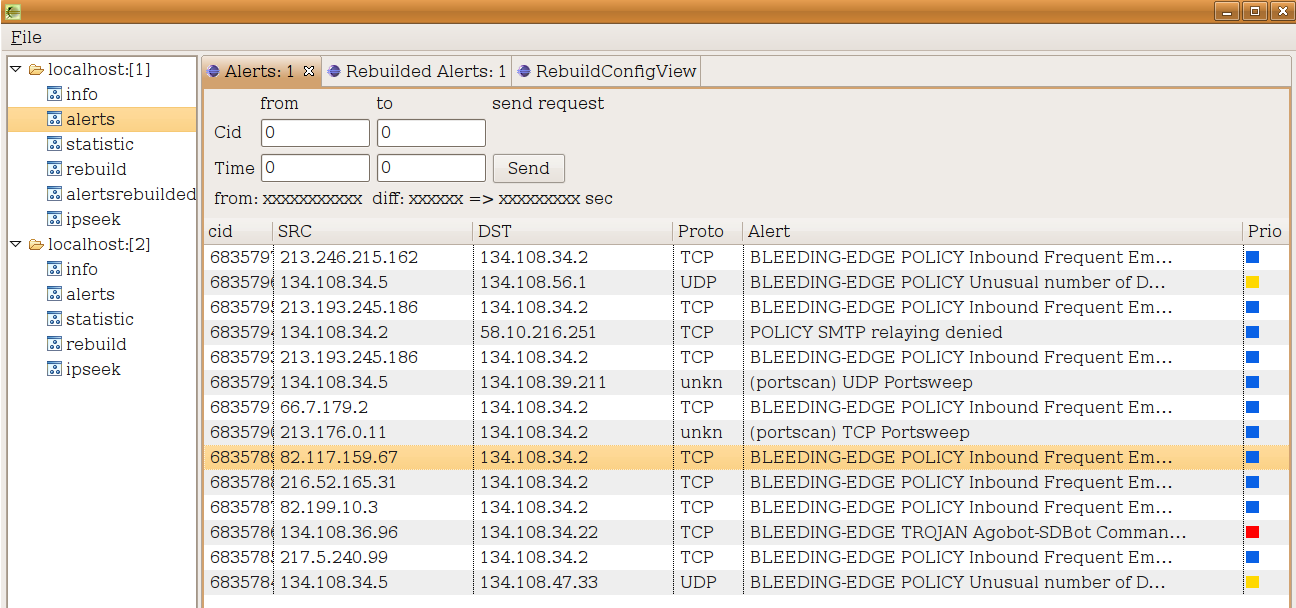 File
localhost:[1]
info
alerts
statistic
rebuild
alertsrebuilded
ipseek
localhost:[2]
info
alerts
statistic
rebuild
ipseek
Alerts: 1 Rebuilded Alerts: 1 RebuildConfigView
from to send request
Cid 0 0
Time 0 0 Send
from: xxxxxxxxxxx diff: xxxxxx => xxxxxxxxx sec
cid SRC DST Proto Alert Prio
683579 213.246.215.162 134.108.34.2 TCP BLEEDING-EDGE POLICY Inbound Frequent Em...
683579 134.108.34.5 134.108.56.1 UDP BLEEDING-EDGE POLICY Unusual number of D...
683579 213.193.245.186 134.108.34.2 TCP BLEEDING-EDGE POLICY Inbound Frequent Em...
683579 134.108.34.2 58.10.216.251 TCP POLICY SMTP relaying denied
683579 213.193.245.186 134.108.34.2 TCP BLEEDING-EDGE POLICY Inbound Frequent Em...
683579 134.108.34.5 134.108.39.211 unkn (portscan) UDP Portsweep
683579 66.7.179.2 134.108.34.2 TCP BLEEDING-EDGE POLICY Inbound Frequent Em...
683579 213.176.0.11 134.108.34.2 unkn (portscan) TCP Portsweep
683578 82.117.159.67 134.108.34.2 TCP BLEEDING-EDGE POLICY Inbound Frequent Em...
683578 216.52.165.31 134.108.34.2 TCP BLEEDING-EDGE POLICY Inbound Frequent Em...
683578 82.199.10.3 134.108.34.2 TCP BLEEDING-EDGE POLICY Inbound Frequent Em...
683578 134.108.36.96 134.108.34.22 TCP BLEEDING-EDGE TROJAN Agobot-SDBot Comman...
683578 217.5.240.99 134.108.34.2 TCP BLEEDING-EDGE POLICY Inbound Frequent Em...
683578 134.108.34.5 134.108.47.33 UDP BLEEDING-EDGE POLICY Unusual number of D...